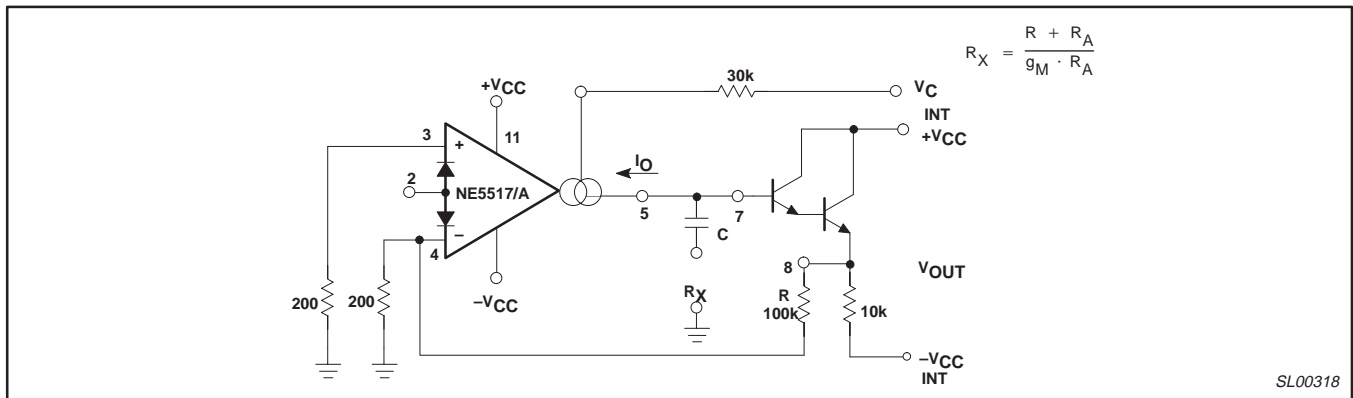 R + R_A
R_X =
g_M · R_A
30k
V_C
+V_CC
INT
+V_CC
3
11
+
I_O
2
NE5517/A
5
7
C
–
4
8
V_OUT
–V_CC
R_X
R
200
200
100k
10k
–V_CC
INT
SL00318